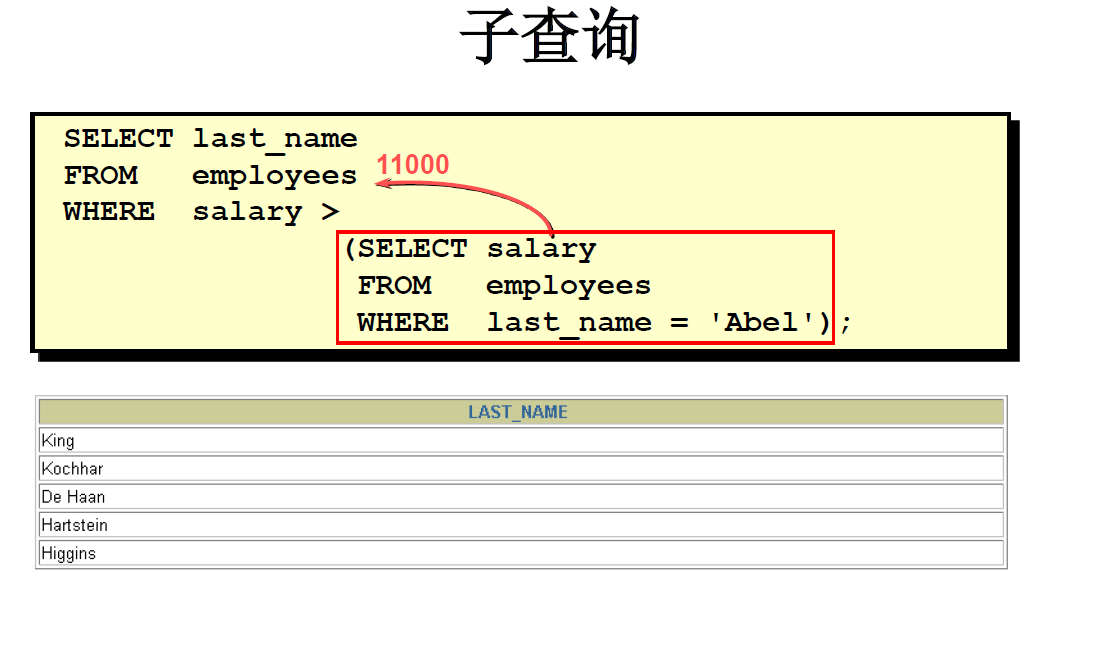 子查询
SELECT last_name
FROM employees
11000
WHERE salary >
(SELECT salary
FROM employees
WHERE last_name = 'Abel');
LAST_NAME
King
Kochhar
De Haan
Hartstein
Higgins